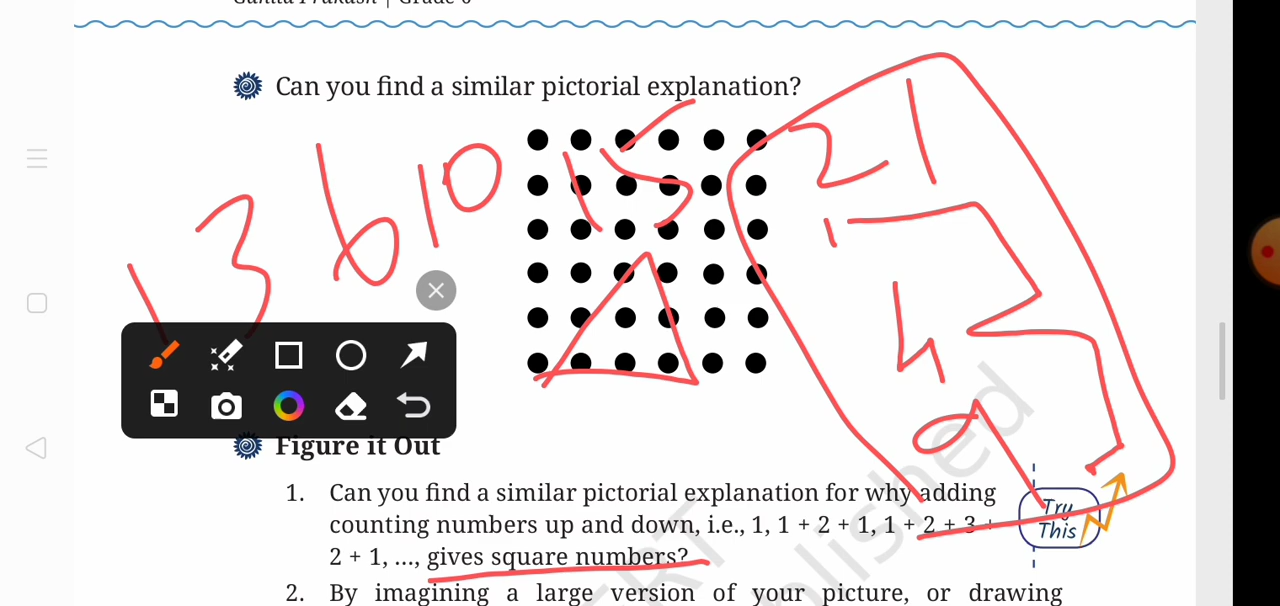 Ganita Prakash | Grade 6
Can you find a similar pictorial explanation?
1 3 6 10 15 21
Figure it Out
1. Can you find a similar pictorial explanation for why adding
counting numbers up and down, i.e., 1, 1 + 2 + 1, 1 + 2 + 3 +
2 + 1, ..., gives square numbers?
Try
This
2. By imagining a large version of your picture, or drawing
published